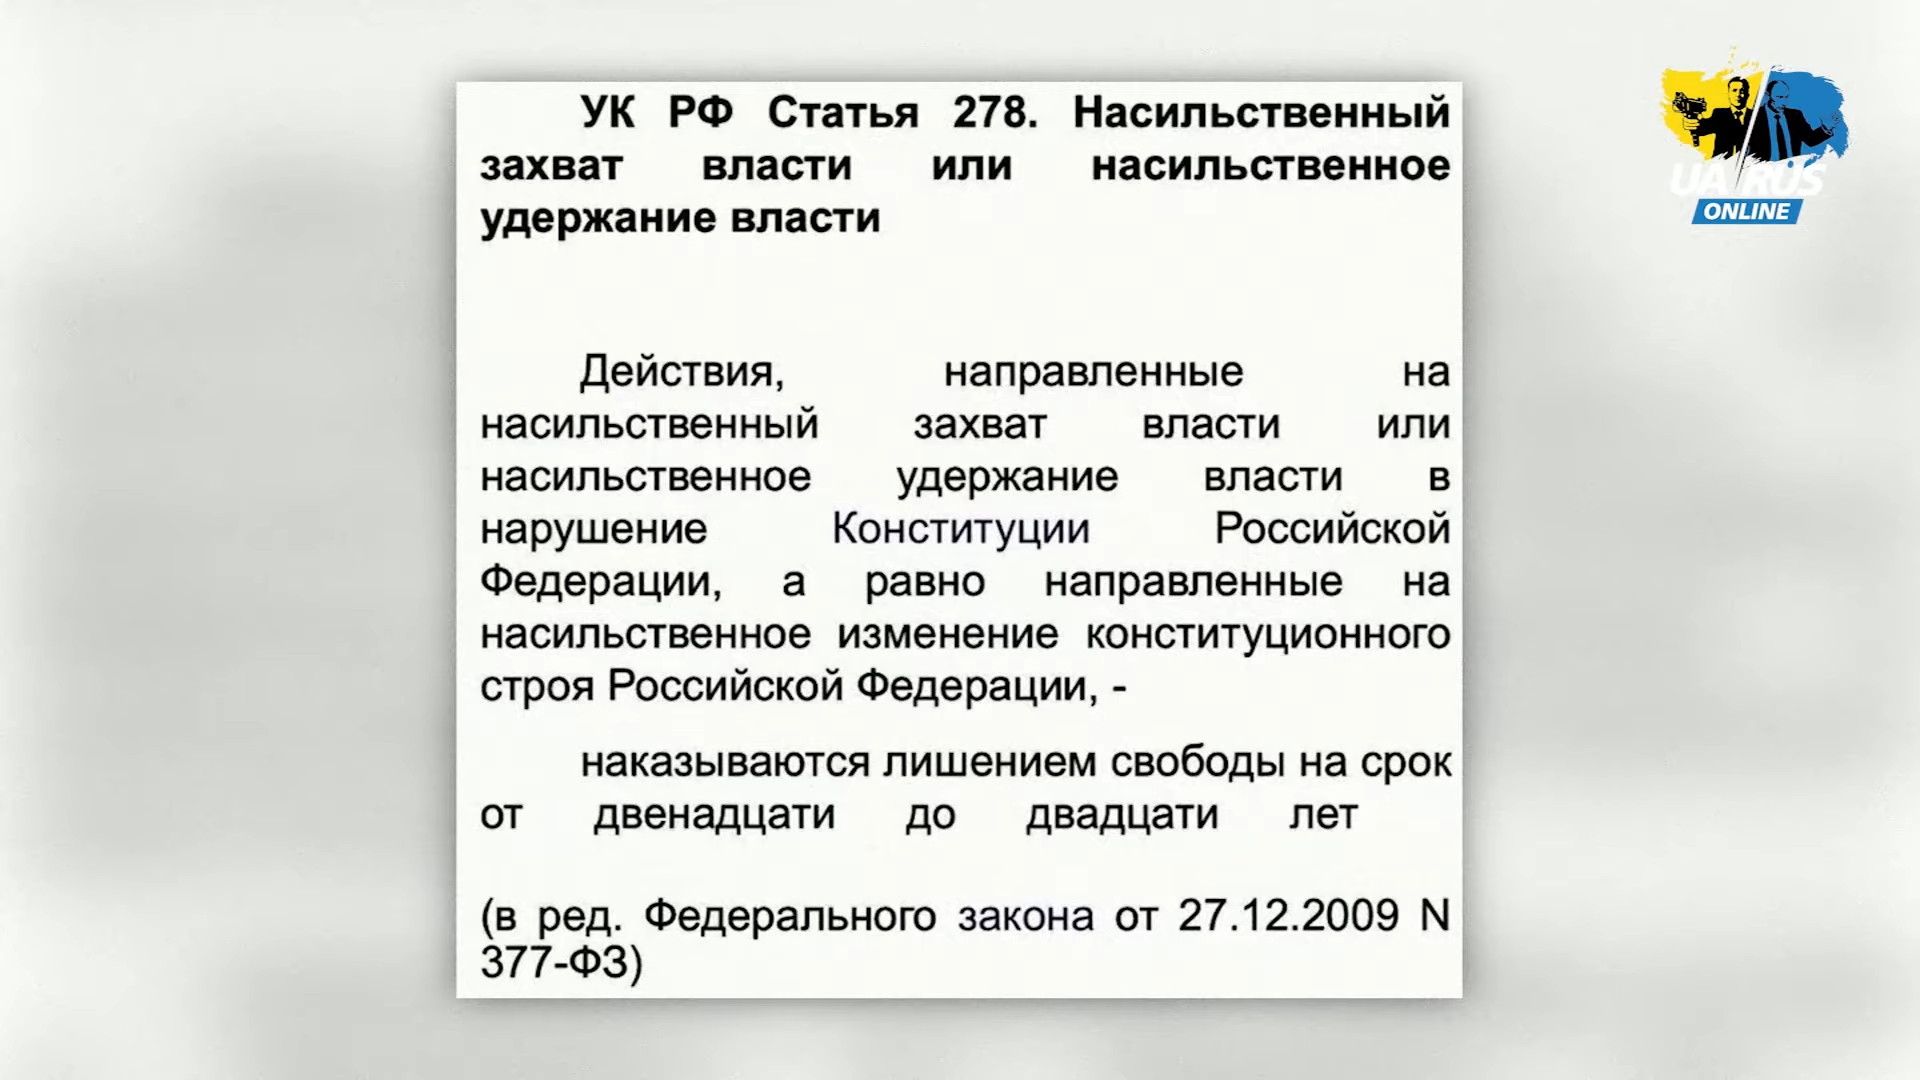 УК РФ Статья 278. Насильственный
захват власти или насильственное
удержание власти
Действия, направленные на
насильственный захват власти или
насильственное удержание власти в
нарушение Конституции Российской
Федерации, а равно направленные на
насильственное изменение конституционного
строя Российской Федерации, -
наказываются лишением свободы на срок
от двенадцати до двадцати лет
(в ред. Федерального закона от 27.12.2009 N
377-ФЗ)
UA/RUS
ONLINE